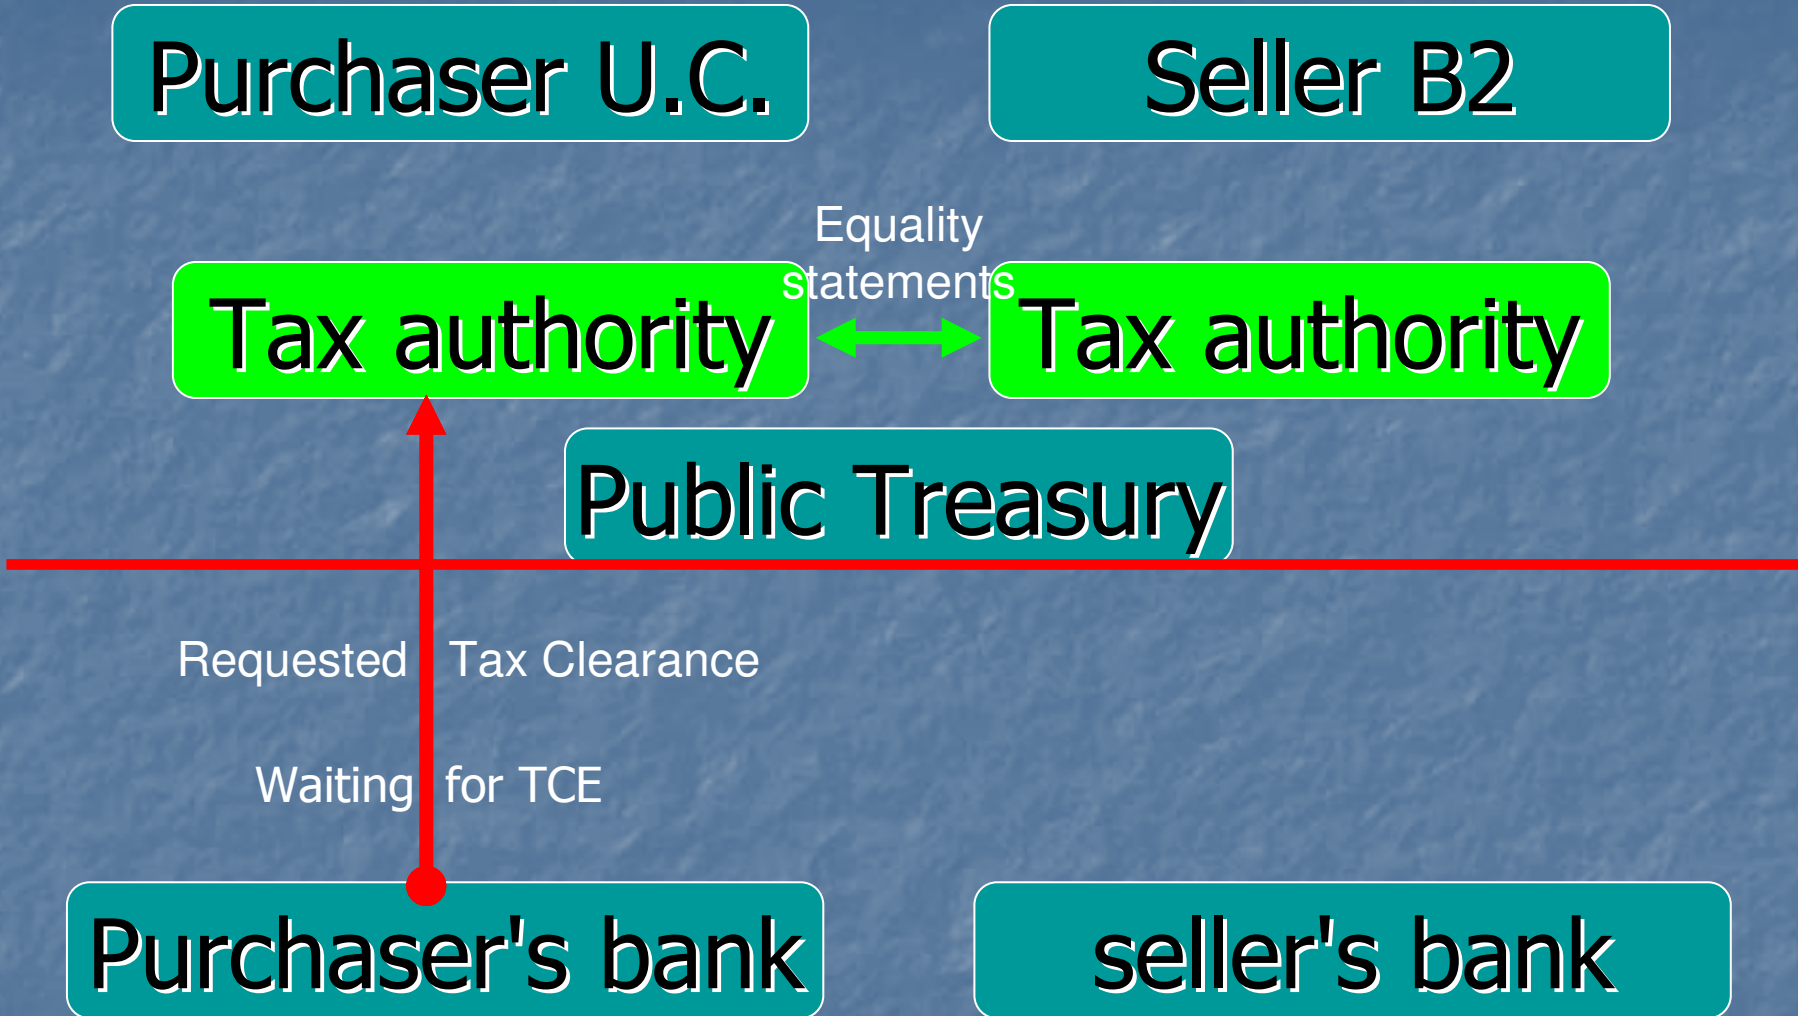 Purchaser U.C.
Seller B2
Equality
statements
Tax authority
Tax authority
Public Treasury
Requested Tax Clearance
Waiting for TCE
Purchaser's bank
seller's bank